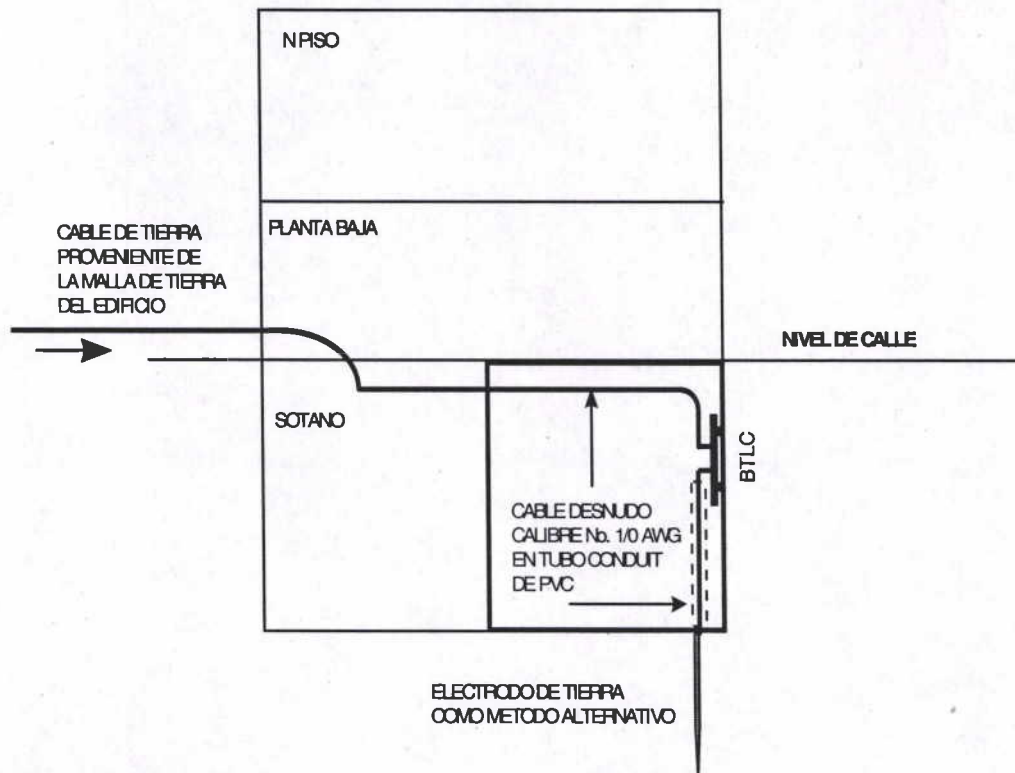 N PISO
PLANTA BAJA
CABLE DE TIERRA
PROVENIENTE DE
LA MALLA DE TIERRA
DEL EDIFICIO
NIVEL DE CALLE
SOTANO
BTLC
CABLE DESNUDO
CALIBRE No. 1/0 AWG
EN TUBO CONDUIT
DE PVC
ELECTRODO DE TIERRA
COMO METODO ALTERNATIVO